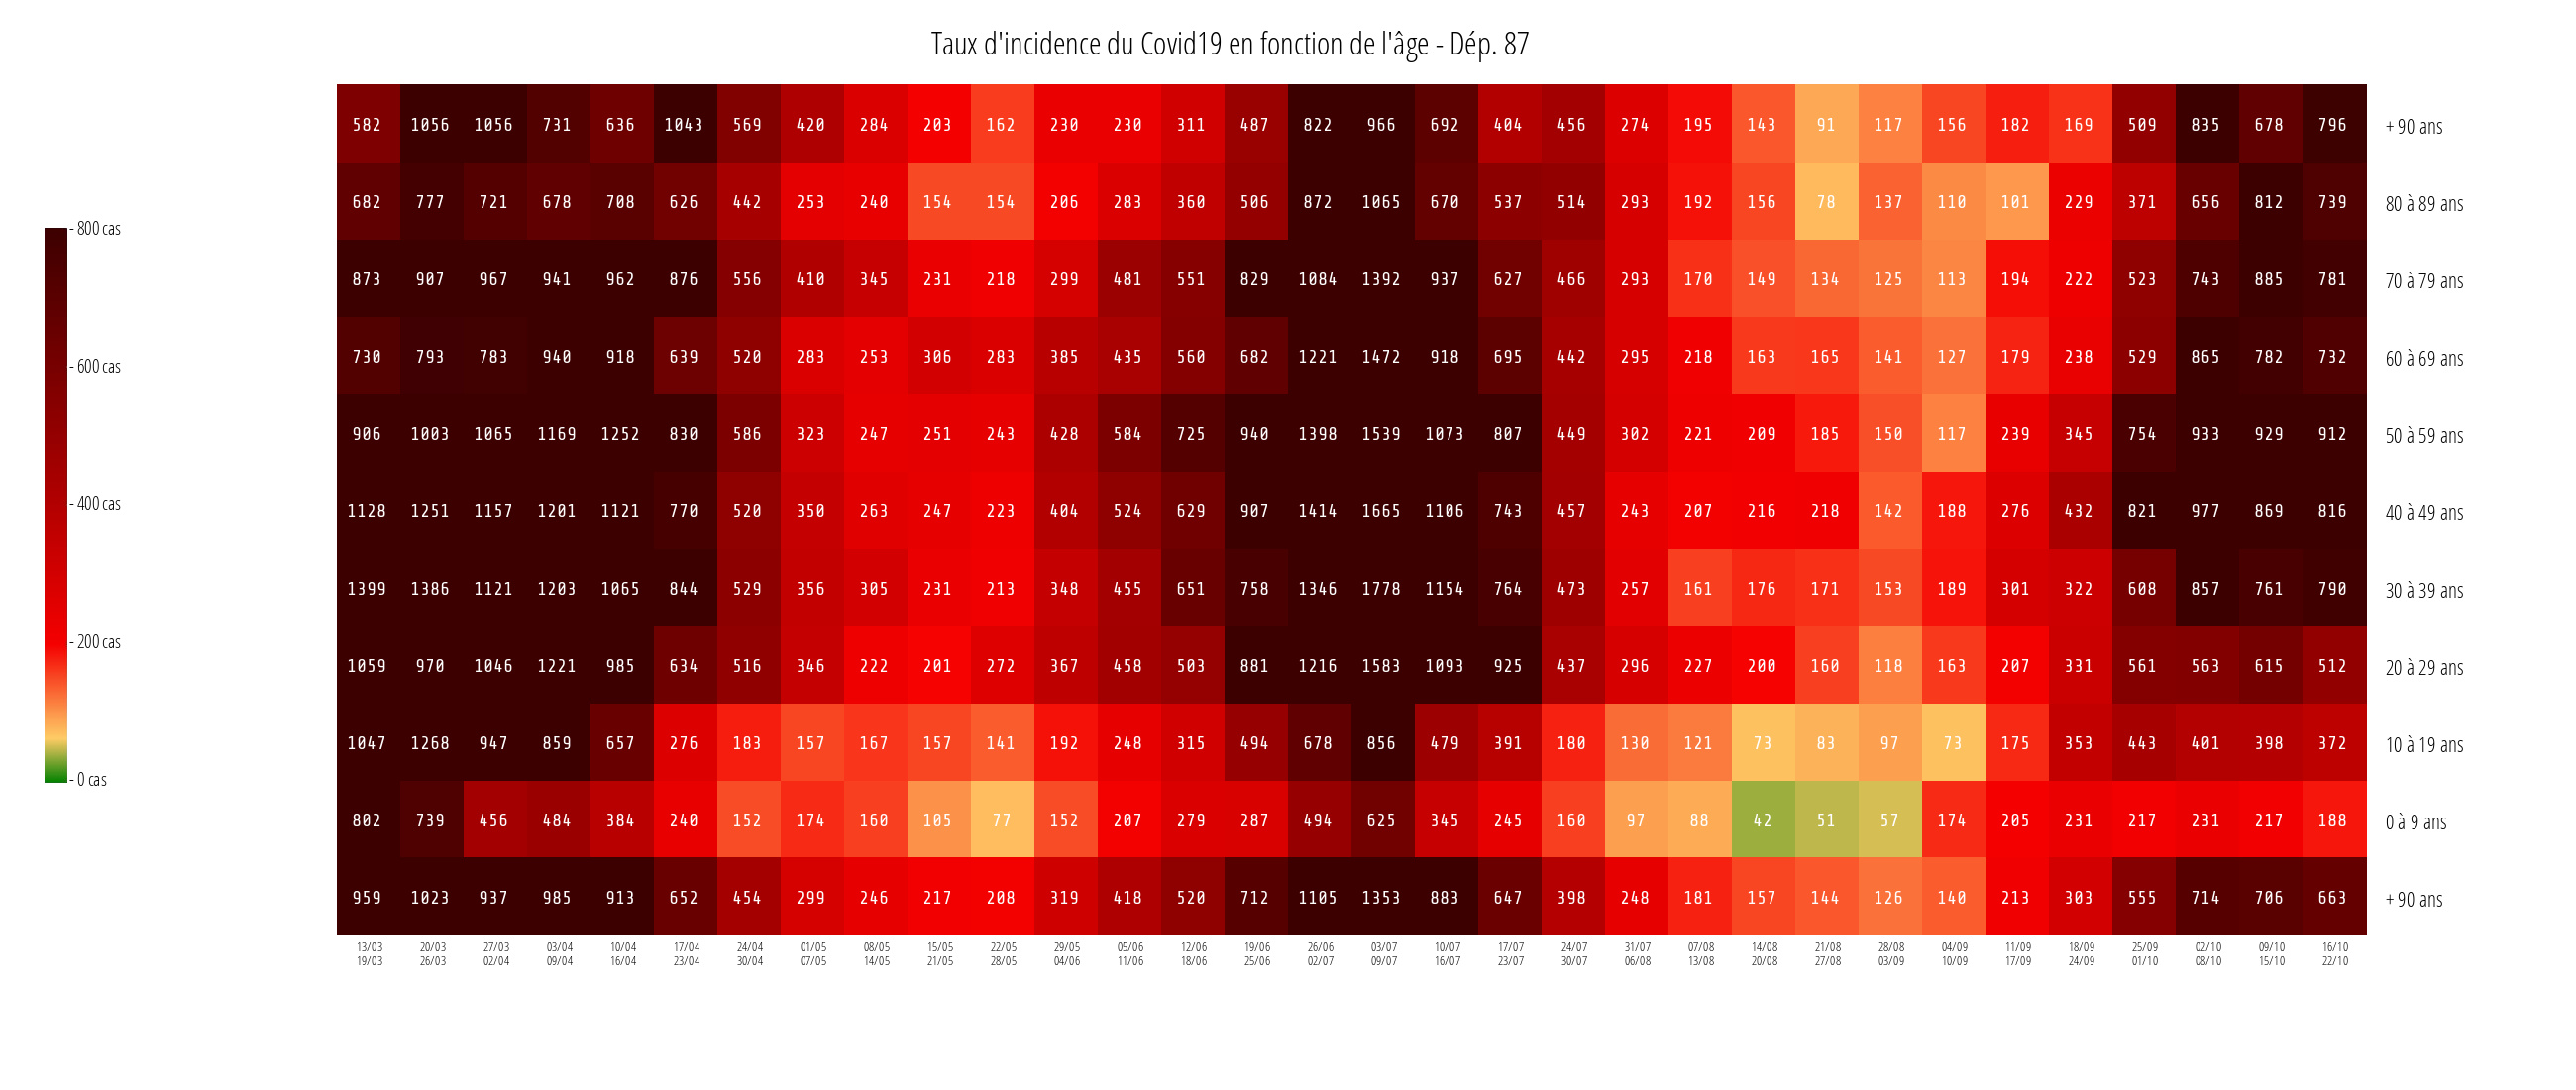 Taux d'incidence du Covid19 en fonction de l'âge - Dép. 87
- 800 cas
- 600 cas
- 400 cas
- 200 cas
- 0 cas
582 1056 1056 731 636 1043 569 420 284 203 162 230 230 311 487 822 966 692 404 456 274 195 143 91 117 156 182 169 509 835 678 796 + 90 ans
682 777 721 678 708 626 442 253 240 154 154 206 283 360 506 872 1065 670 537 514 293 192 156 78 137 110 101 229 371 656 812 739 80 à 89 ans
873 907 967 941 962 876 556 410 345 231 218 299 481 551 829 1084 1392 937 627 466 293 170 149 134 125 113 194 222 523 743 885 781 70 à 79 ans
730 793 783 940 918 639 520 283 253 306 283 385 435 560 682 1221 1472 918 695 442 295 218 163 165 141 127 179 238 529 865 782 732 60 à 69 ans
906 1003 1065 1169 1252 830 586 323 247 251 243 428 584 725 940 1398 1539 1073 807 449 302 221 209 185 150 117 239 345 754 933 929 912 50 à 59 ans
1128 1251 1157 1201 1121 770 520 350 263 247 223 404 524 629 907 1414 1665 1106 743 457 243 207 216 218 142 188 276 432 821 977 869 816 40 à 49 ans
1399 1386 1121 1203 1065 844 529 356 305 231 213 348 455 651 758 1346 1778 1154 764 473 257 161 176 171 153 189 301 322 608 857 761 790 30 à 39 ans
1059 970 1046 1221 985 634 516 346 222 201 272 367 458 503 881 1216 1583 1093 925 437 296 227 200 160 118 163 207 331 561 563 615 512 20 à 29 ans
1047 1268 947 859 657 276 183 157 167 157 141 192 248 315 494 678 856 479 391 180 130 121 73 83 97 73 175 353 443 401 398 372 10 à 19 ans
802 739 456 484 384 240 152 174 160 105 77 152 207 279 287 494 625 345 245 160 97 88 42 51 57 174 205 231 217 231 217 188 0 à 9 ans
959 1023 937 985 913 652 454 299 246 217 208 319 418 520 712 1105 1353 883 647 398 248 181 157 144 126 140 213 303 555 714 706 663 + 90 ans
13/03 20/03 27/03 03/04 10/04 17/04 24/04 01/05 08/05 15/05 22/05 29/05 05/06 12/06 19/06 26/06 03/07 10/07 17/07 24/07 31/07 07/08 14/08 21/08 28/08 04/09 11/09 18/09 25/09 02/10 09/10 16/10
19/03 26/03 02/04 09/04 16/04 23/04 30/04 07/05 14/05 21/05 28/05 04/06 11/06 18/06 25/06 02/07 09/07 16/07 23/07 30/07 06/08 13/08 20/08 27/08 03/09 10/09 17/09 24/09 01/10 08/10 15/10 22/10